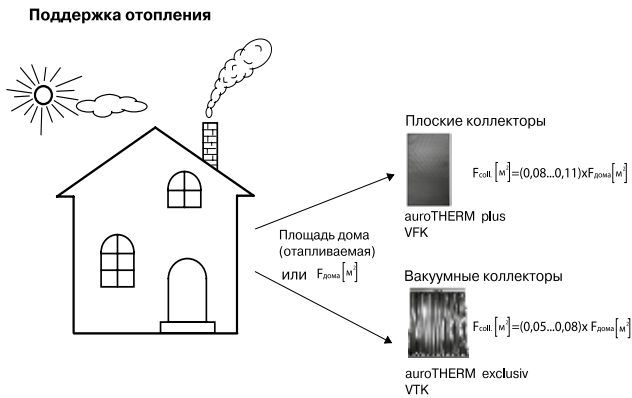 Поддержка отопления
Плоские коллекторы
Fcoll. [м²]=(0,08...0,11)xFдома[м²]
auroTHERM plus
VFK
Площадь дома
(отапливаемая)
или Fдома[м²]
Вакуумные коллекторы
Fcoll. [м²]=(0,05...0,08)x Fдома[м²]
auroTHERM exclusiv
VTK